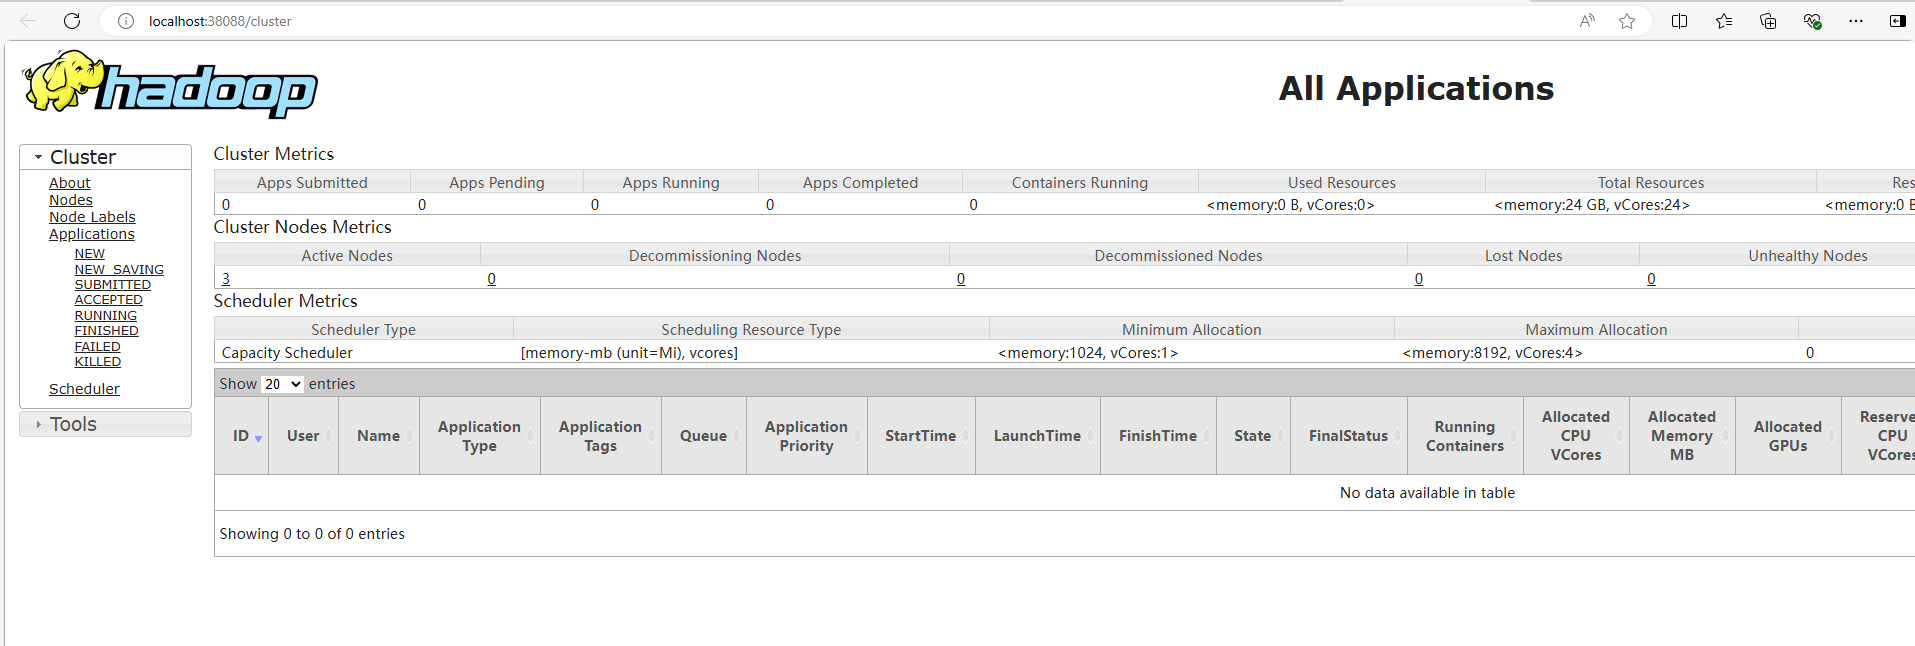 localhost:38088/cluster
hadoop
All Applications
Cluster
About
Nodes
Node Labels
Applications
NEW
NEW_SAVING
SUBMITTED
ACCEPTED
RUNNING
FINISHED
FAILED
KILLED
Scheduler
Tools
Cluster Metrics
Apps Submitted Apps Pending Apps Running Apps Completed Containers Running Used Resources Total Resources Res
0 0 0 0 0 <memory:0 B, vCores:0> <memory:24 GB, vCores:24> <memory:0 B
Cluster Nodes Metrics
Active Nodes Decommissioning Nodes Decommissioned Nodes Lost Nodes Unhealthy Nodes
3 0 0 0 0
Scheduler Metrics
Scheduler Type Scheduling Resource Type Minimum Allocation Maximum Allocation
Capacity Scheduler [memory-mb (unit=Mi), vcores] <memory:1024, vCores:1> <memory:8192, vCores:4> 0
Show 20 entries
ID User Name Application Type Application Tags Queue Application Priority StartTime LaunchTime FinishTime State FinalStatus Running Containers Allocated CPU VCores Allocated Memory MB Allocated GPUs Reserve CPU VCores
No data available in table
Showing 0 to 0 of 0 entries